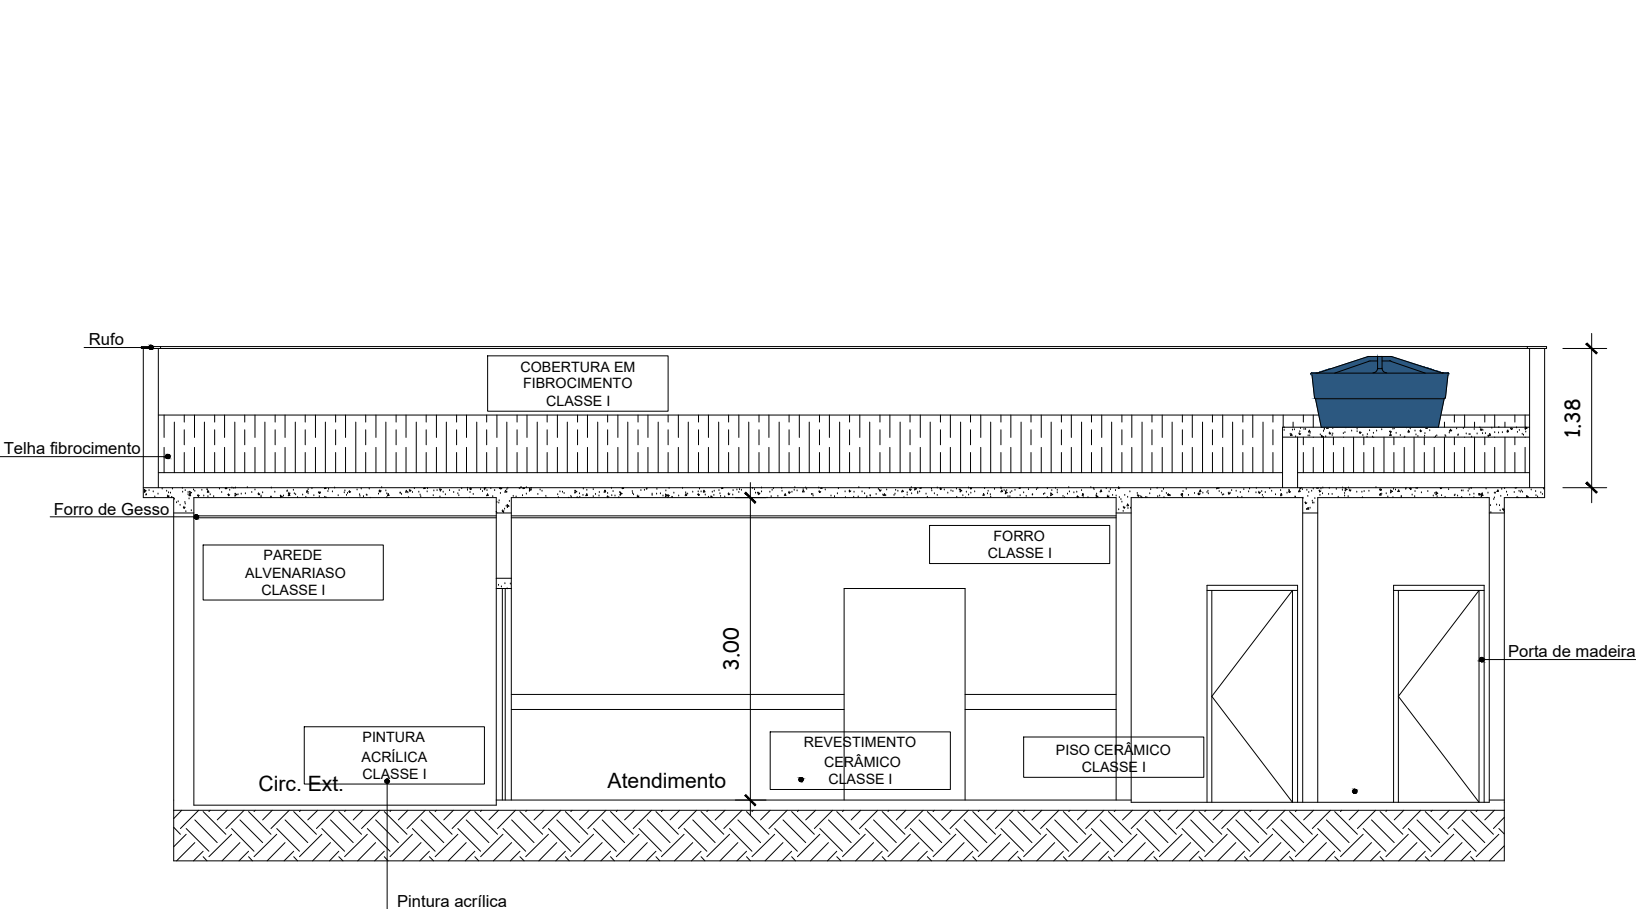 Rufo
COBERTURA EM
FIBROCIMENTO
CLASSE I
1.38
Telha fibrocimento
Forro de Gesso
FORRO
CLASSE I
PAREDE
ALVENARIASO
CLASSE I
3.00
Porta de madeira
PINTURA
ACRÍLICA
CLASSE I
REVESTIMENTO
CERÂMICO
CLASSE I
PISO CERÂMICO
CLASSE I
Circ. Ext.
Atendimento
Pintura acrílica